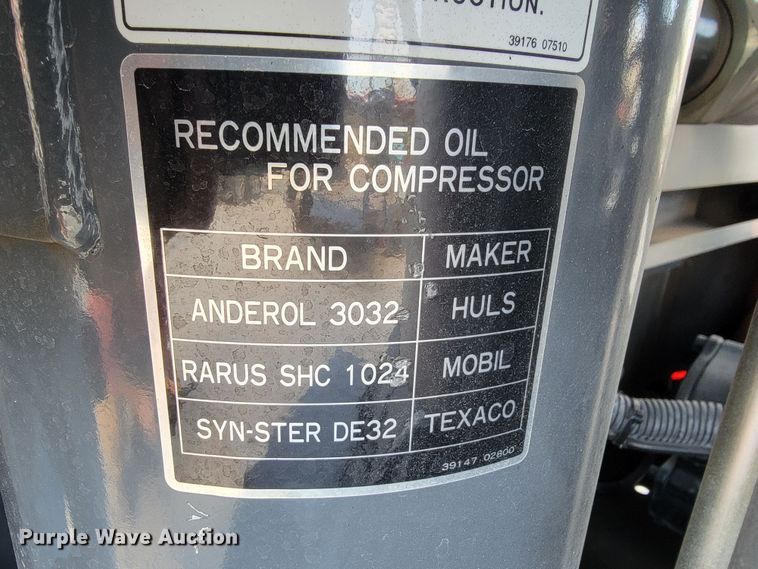 39176 07510
RECOMMENDED OIL
FOR COMPRESSOR
BRAND MAKER
ANDEROL 3032 HULS
RARUS SHC 1024 MOBIL
SYN-STER DE32 TEXACO
39147 02800
Purple Wave Auction